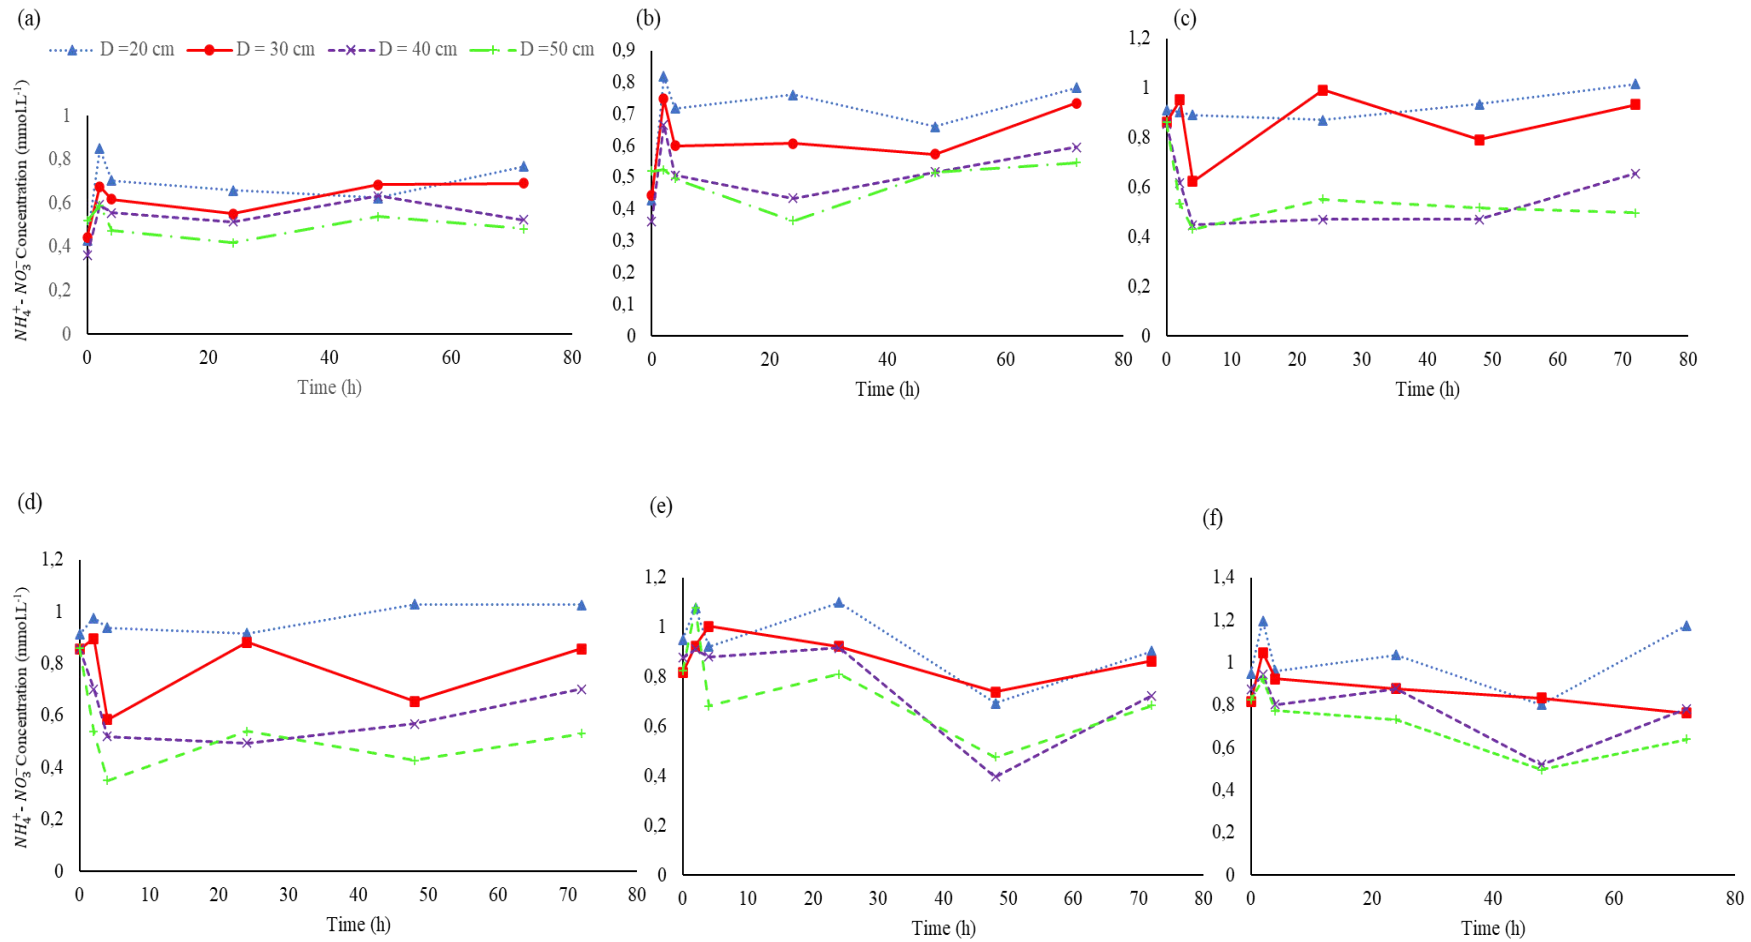 (a)
D =20 cm D = 30 cm D = 40 cm D =50 cm
NH₄⁺- NO₃⁻ Concentration (mmol.L⁻¹)
1
0,8
0,6
0,4
0,2
0
0 20 40 60 80
Time (h)
(b)
0,9
0,8
0,7
0,6
0,5
0,4
0,3
0,2
0,1
0
0 20 40 60 80
Time (h)
(c)
1,2
1
0,8
0,6
0,4
0,2
0
0 10 20 30 40 50 60 70 80
Time (h)
(d)
NH₄⁺- NO₃⁻ Concentration (mmol.L⁻¹)
1,2
1
0,8
0,6
0,4
0,2
0
0 10 20 30 40 50 60 70 80
Time (h)
(e)
1,2
1
0,8
0,6
0,4
0,2
0
0 10 20 30 40 50 60 70 80
Time (h)
(f)
1,4
1,2
1
0,8
0,6
0,4
0,2
0
0 20 40 60 80
Time (h)